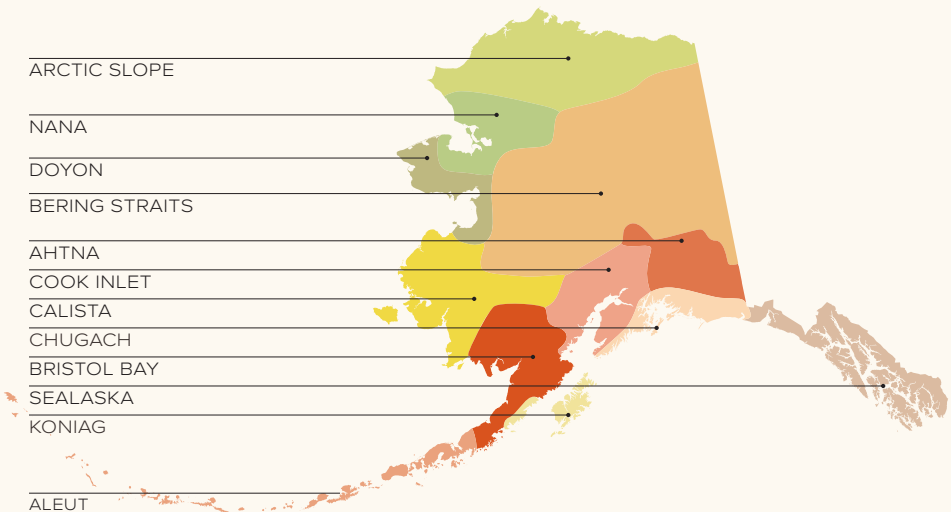 ARCTIC SLOPE
NANA
DOYON
BERING STRAITS
AHTNA
COOK INLET
CALISTA
CHUGACH
BRISTOL BAY
SEALASKA
KONIAG
ALEUT